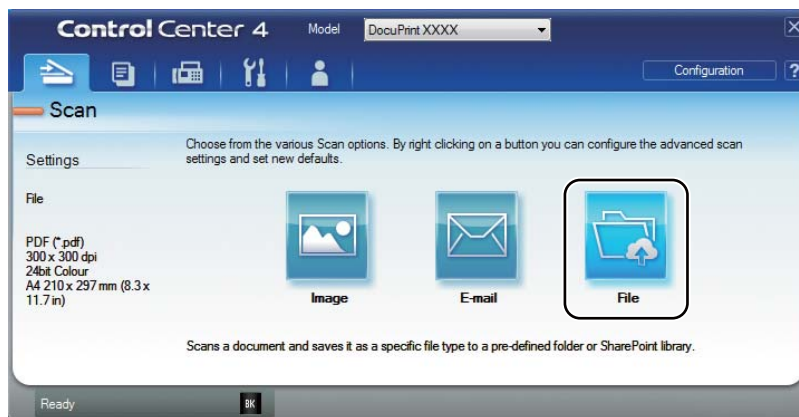 Control Center 4 Model DocuPrint XXXX X
Configuration ?
Scan
Choose from the various Scan options. By right clicking on a button you can configure the advanced scan
settings and set new defaults.
Settings
File
PDF (*.pdf)
300 x 300 dpi
24bit Colour
A4 210 x 297 mm (8.3 x
11.7 in)
Image E-mail File
Scans a document and saves it as a specific file type to a pre-defined folder or SharePoint library.
Ready BK